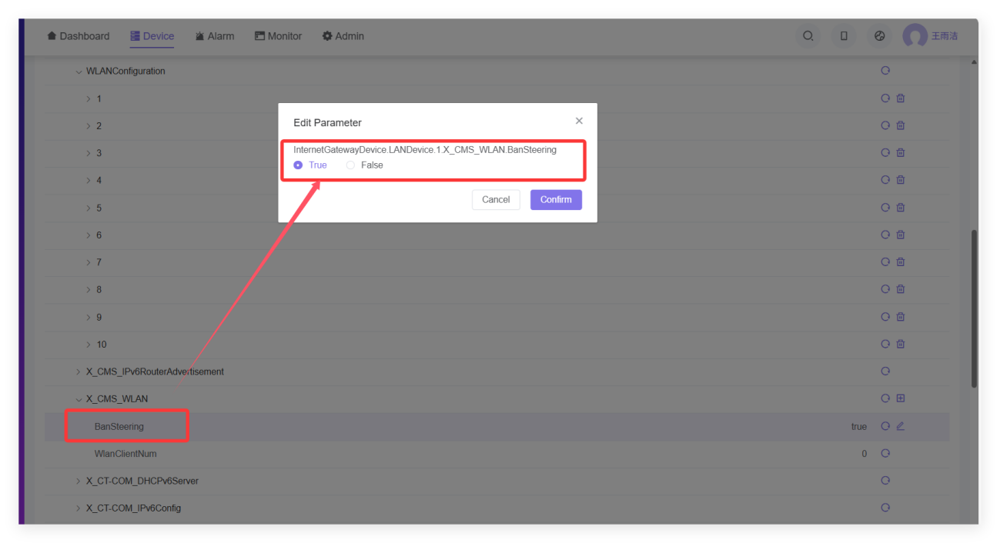 Dashboard Device Alarm Monitor Admin 王雨洁
WLANConfiguration
1
2
3
4
5
6
7
8
9
10
Edit Parameter
InternetGatewayDevice.LANDevice.1.X_CMS_WLAN.BanSteering
True False
Cancel Confirm
X_CMS_IPv6RouterAdvertisement
X_CMS_WLAN
BanSteering true
WlanClientNum 0
X_CT-COM_DHCPv6Server
X_CT-COM_IPv6Config